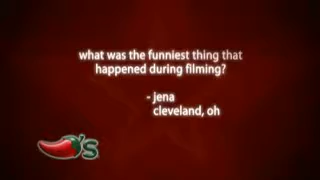 what was the funniest thing that
happened during filming?
- jena
cleveland, oh
's